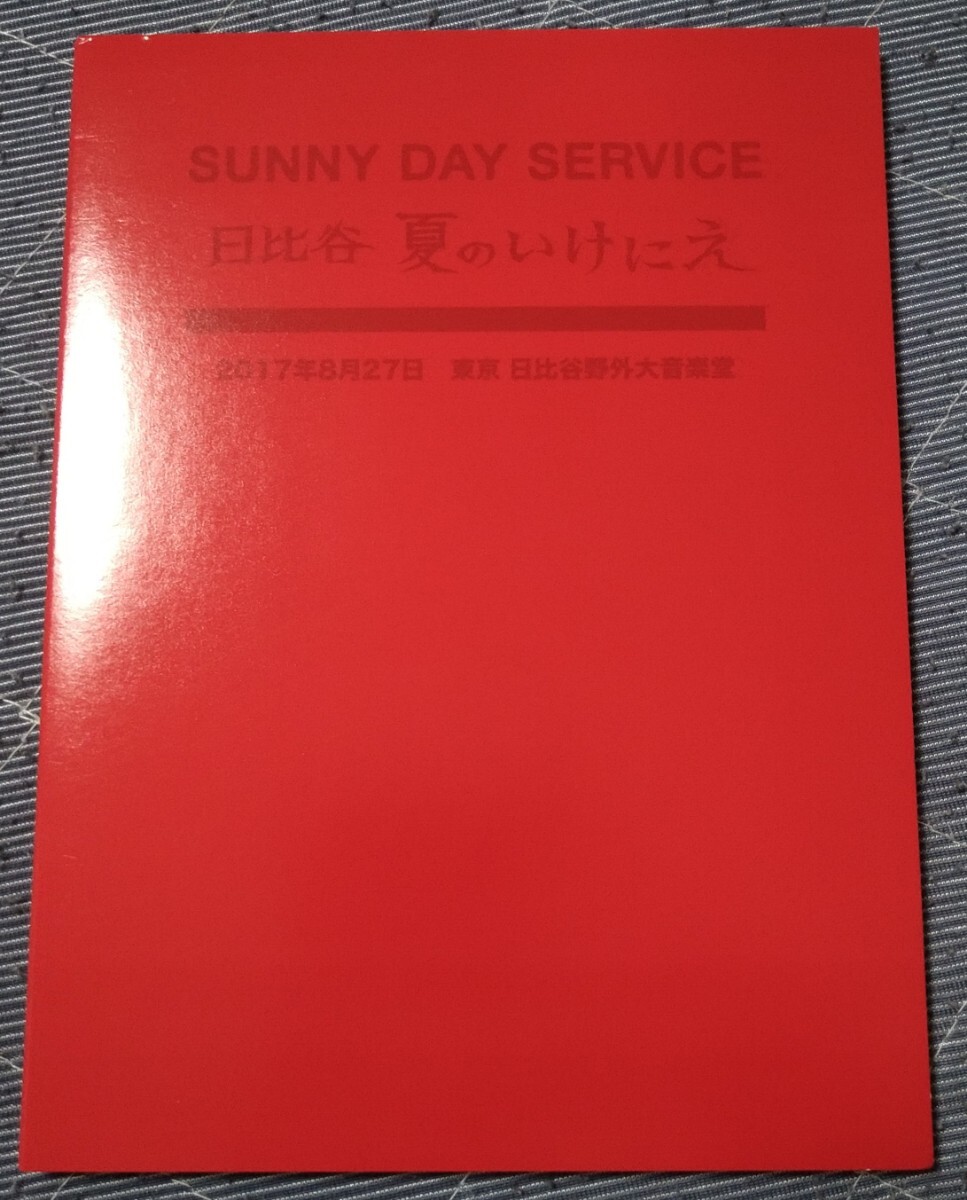 SUNNY DAY SERVICE
日比谷 夏のいけにえ
2017年8月27日 東京 日比谷野外大音楽堂